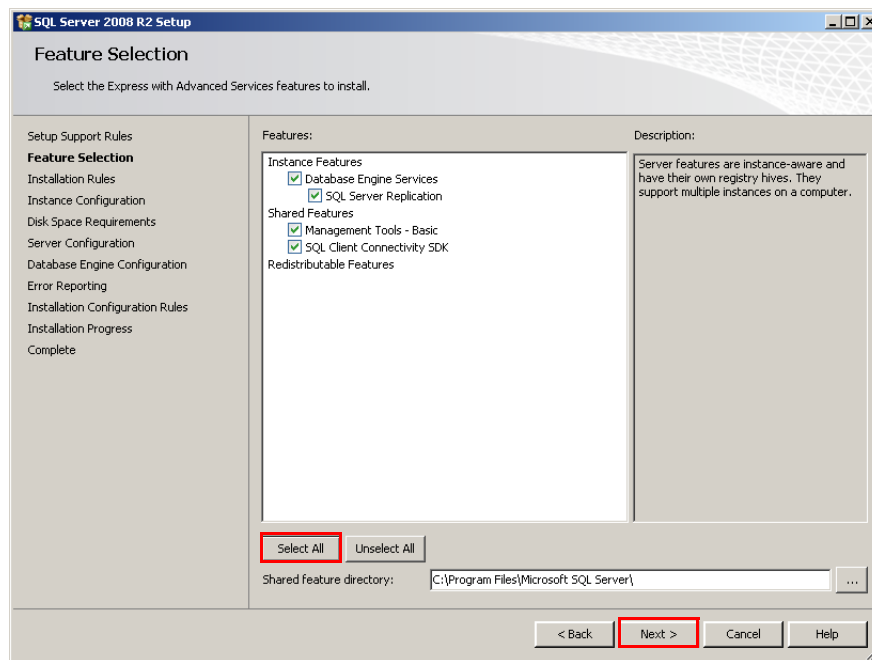 SQL Server 2008 R2 Setup
Feature Selection
Select the Express with Advanced Services features to install.
Setup Support Rules
Feature Selection
Installation Rules
Instance Configuration
Disk Space Requirements
Server Configuration
Database Engine Configuration
Error Reporting
Installation Configuration Rules
Installation Progress
Complete
Features:
Instance Features
Database Engine Services
SQL Server Replication
Shared Features
Management Tools - Basic
SQL Client Connectivity SDK
Redistributable Features
Description:
Server features are instance-aware and
have their own registry hives. They
support multiple instances on a computer.
Select All
Unselect All
Shared feature directory:
C:\Program Files\Microsoft SQL Server\
...
< Back
Next >
Cancel
Help